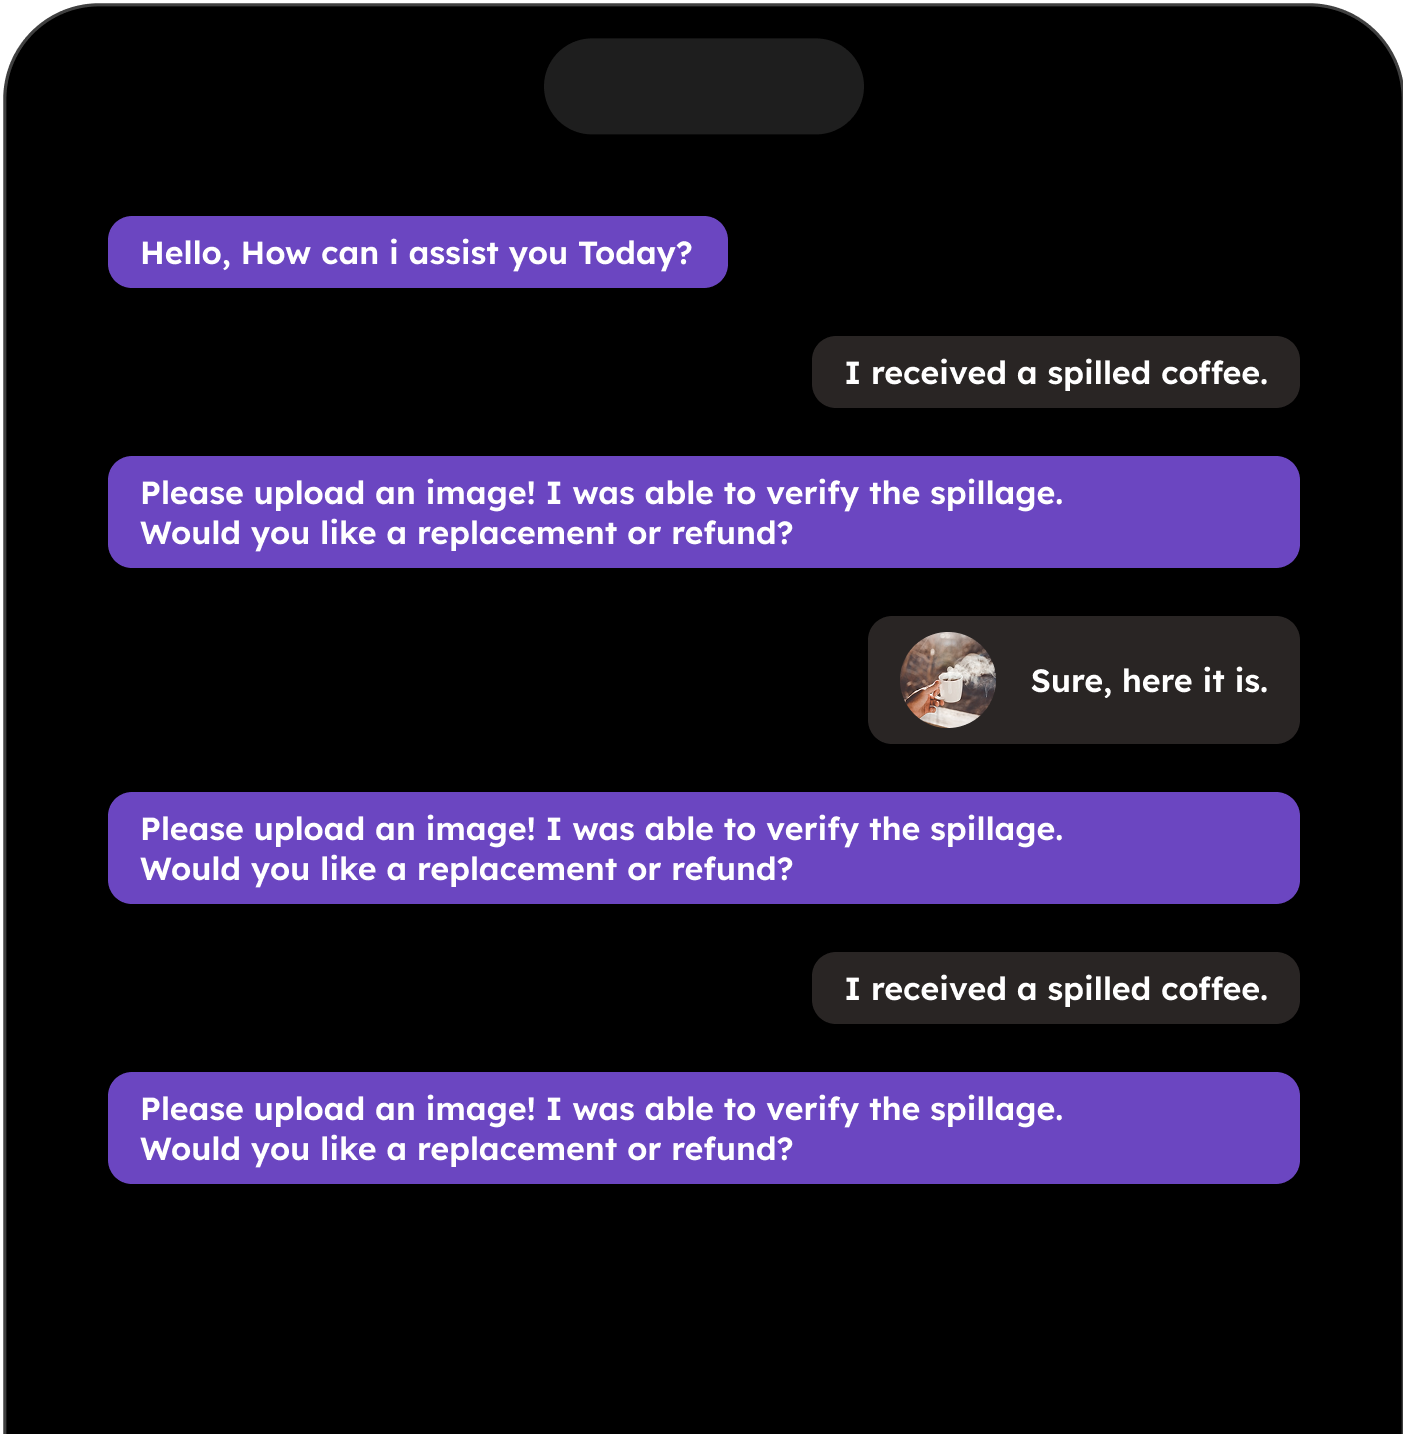 Hello, How can i assist you Today?
I received a spilled coffee.
Please upload an image! I was able to verify the spillage.
Would you like a replacement or refund?
Sure, here it is.
Please upload an image! I was able to verify the spillage.
Would you like a replacement or refund?
I received a spilled coffee.
Please upload an image! I was able to verify the spillage.
Would you like a replacement or refund?